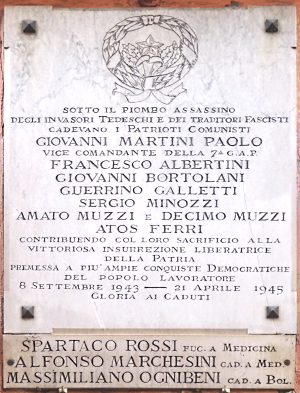 SOTTO IL PIOMBO ASSASSINO
DEGLI INVASORI TEDESCHI E DEI TRADITORI FASCISTI
CADEVANO I PATRIOTI COMUNISTI
GIOVANNI MARTINI PAOLO
VICE COMANDANTE DELLA 7ª G.A.P.
FRANCESCO ALBERTINI
GIOVANNI BORTOLANI
GUERRINO GALLETTI
SERGIO MINOZZI
AMATO MUZZI E DECIMO MUZZI
ATOS FERRI
CONTRIBUENDO COL LORO SACRIFICIO ALLA
VITTORIOSA INSURREZIONE LIBERATRICE
DELLA PATRIA
PREMESSA A PIU' AMPIE CONQUISTE DEMOCRATICHE
DEL POPOLO LAVORATORE
8 SETTEMBRE 1943 — 21 APRILE 1945
GLORIA AI CADUTI
SPARTACO ROSSI FUC. A MEDICINA
ALFONSO MARCHESINI CAD. A MED.
MASSIMILIANO OGNIBENI CAD. A BOL.